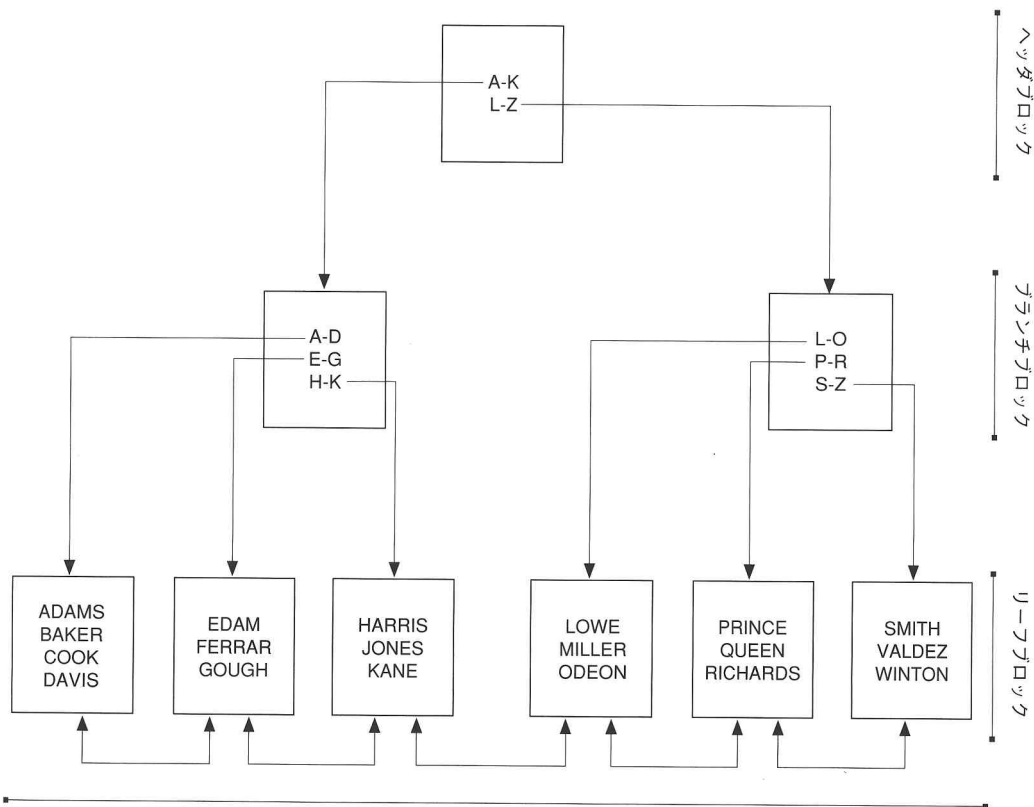 A-K
L-Z
ヘッダブロック
A-D
E-G
H-K
L-O
P-R
S-Z
ブランチブロック
ADAMS
BAKER
COOK
DAVIS
EDAM
FERRAR
GOUGH
HARRIS
JONES
KANE
LOWE
MILLER
ODEON
PRINCE
QUEEN
RICHARDS
SMITH
VALDEZ
WINTON
リーフブロック